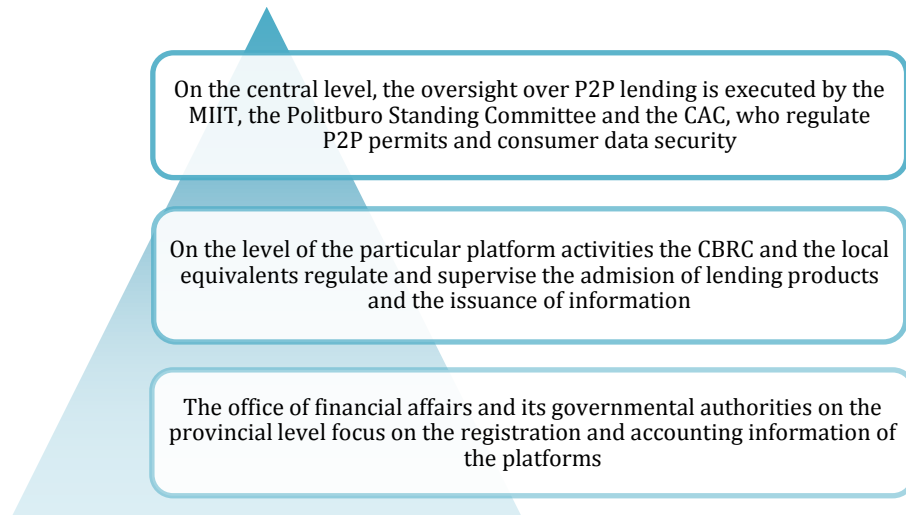 On the central level, the oversight over P2P lending is executed by the
MIIT, the Politburo Standing Committee and the CAC, who regulate
P2P permits and consumer data security
On the level of the particular platform activities the CBRC and the local
equivalents regulate and supervise the admision of lending products
and the issuance of information
The office of financial affairs and its governmental authorities on the
provincial level focus on the registration and accounting information of
the platforms